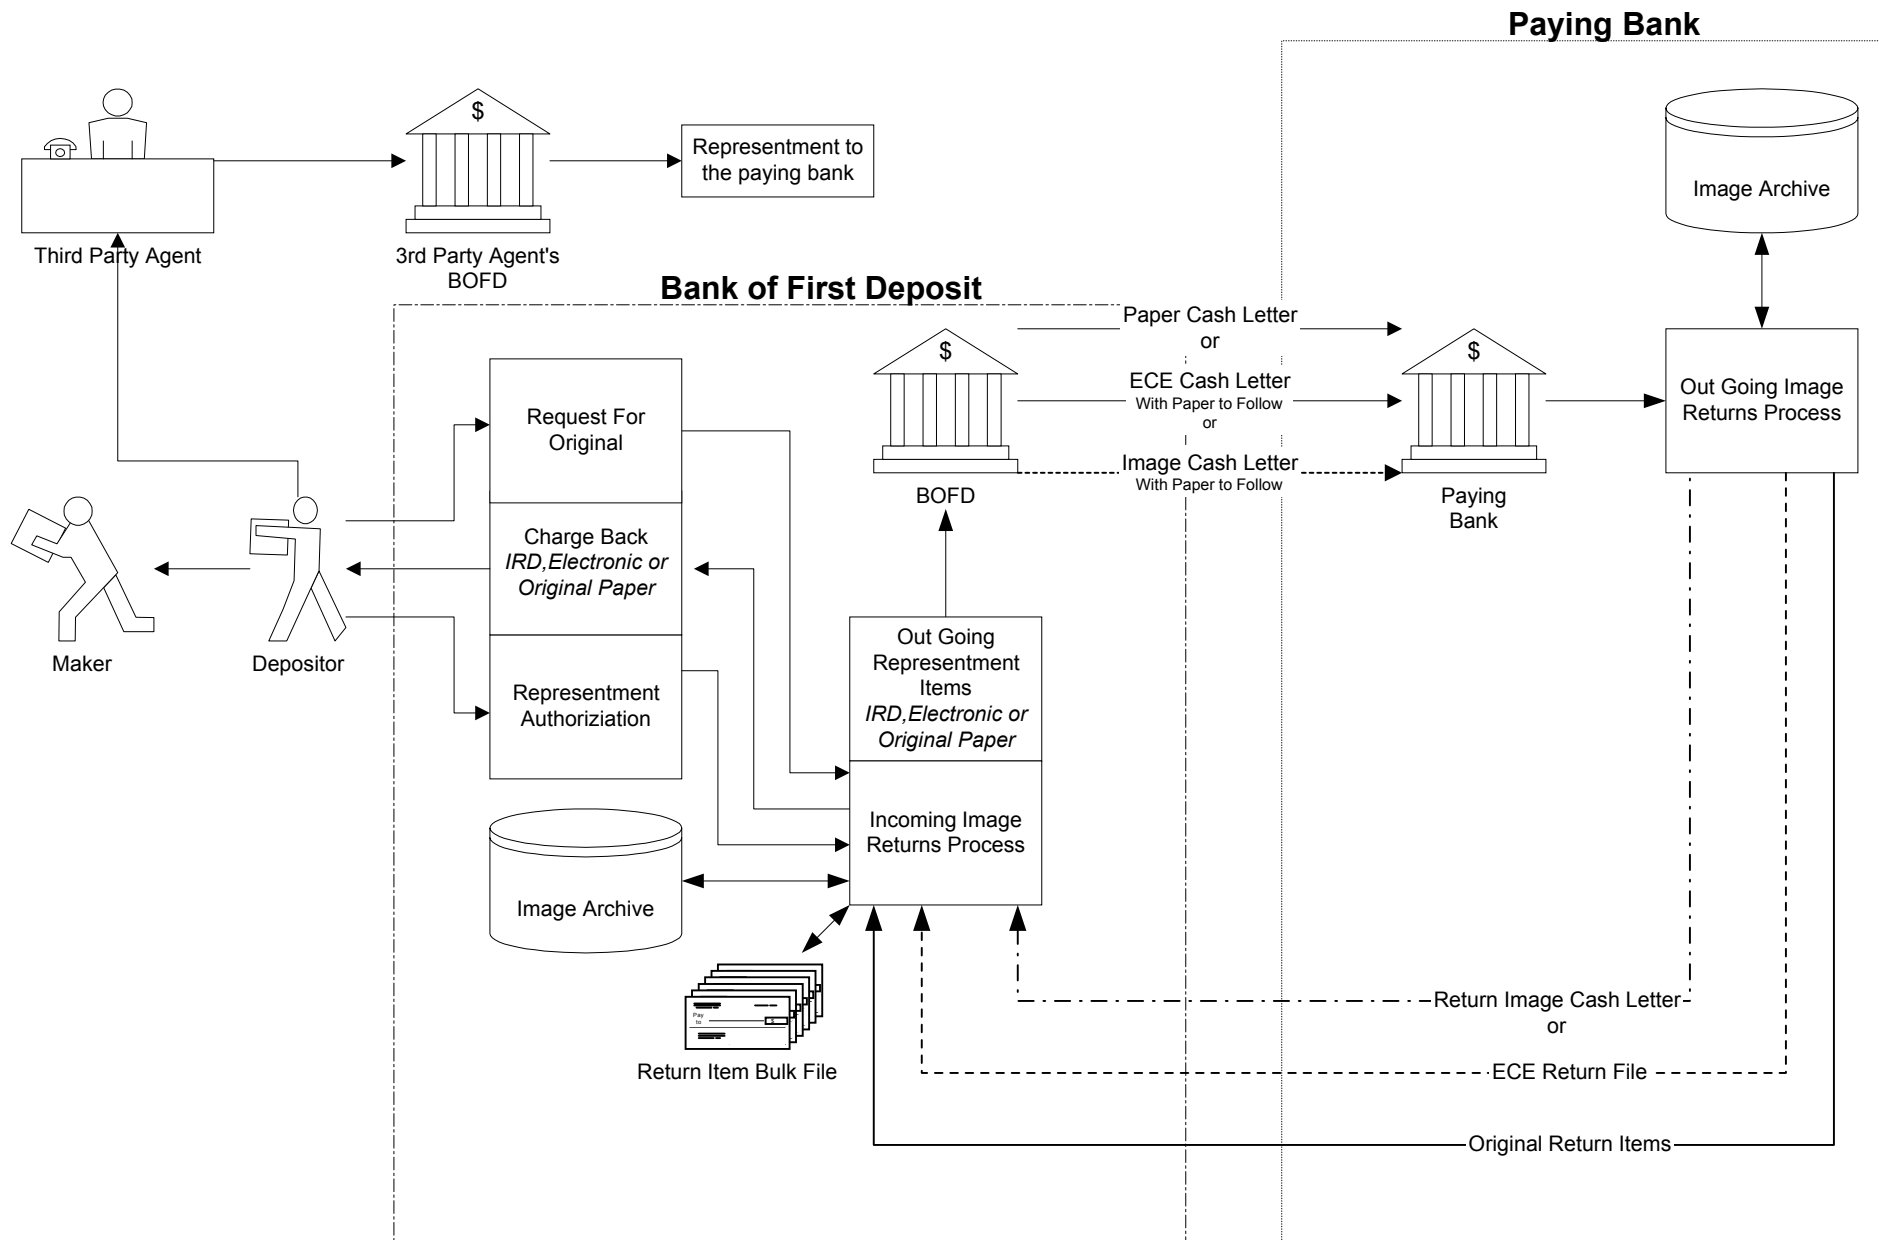 Paying Bank
$
Representment to
the paying bank
Image Archive
Third Party Agent
3rd Party Agent's
BOFD
Bank of First Deposit
Paper Cash Letter
or
$
$
ECE Cash Letter
With Paper to Follow
or
Out Going Image
Returns Process
Request For
Original
Image Cash Letter
With Paper to Follow
BOFD
Paying
Bank
Charge Back
IRD,Electronic or
Original Paper
Maker
Depositor
Out Going
Representment
Items
IRD,Electronic or
Original Paper
Representment
Authoriziation
Incoming Image
Returns Process
Image Archive
Return Image Cash Letter
or
Pay
to
$
Return Item Bulk File
ECE Return File
Original Return Items